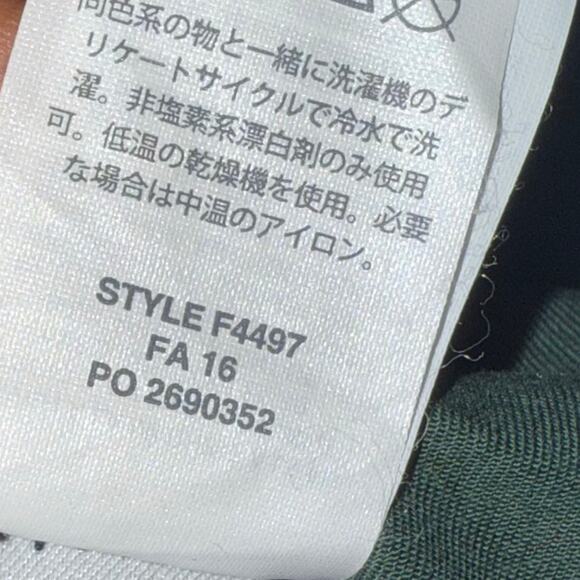 同色系の物と一緒に洗濯機のデ
リケートサイクルで冷水で洗
濯。非塩素系漂白剤のみ使用
可。低温の乾燥機を使用。必要
な場合は中温のアイロン。
STYLE F4497
FA 16
PO 2690352